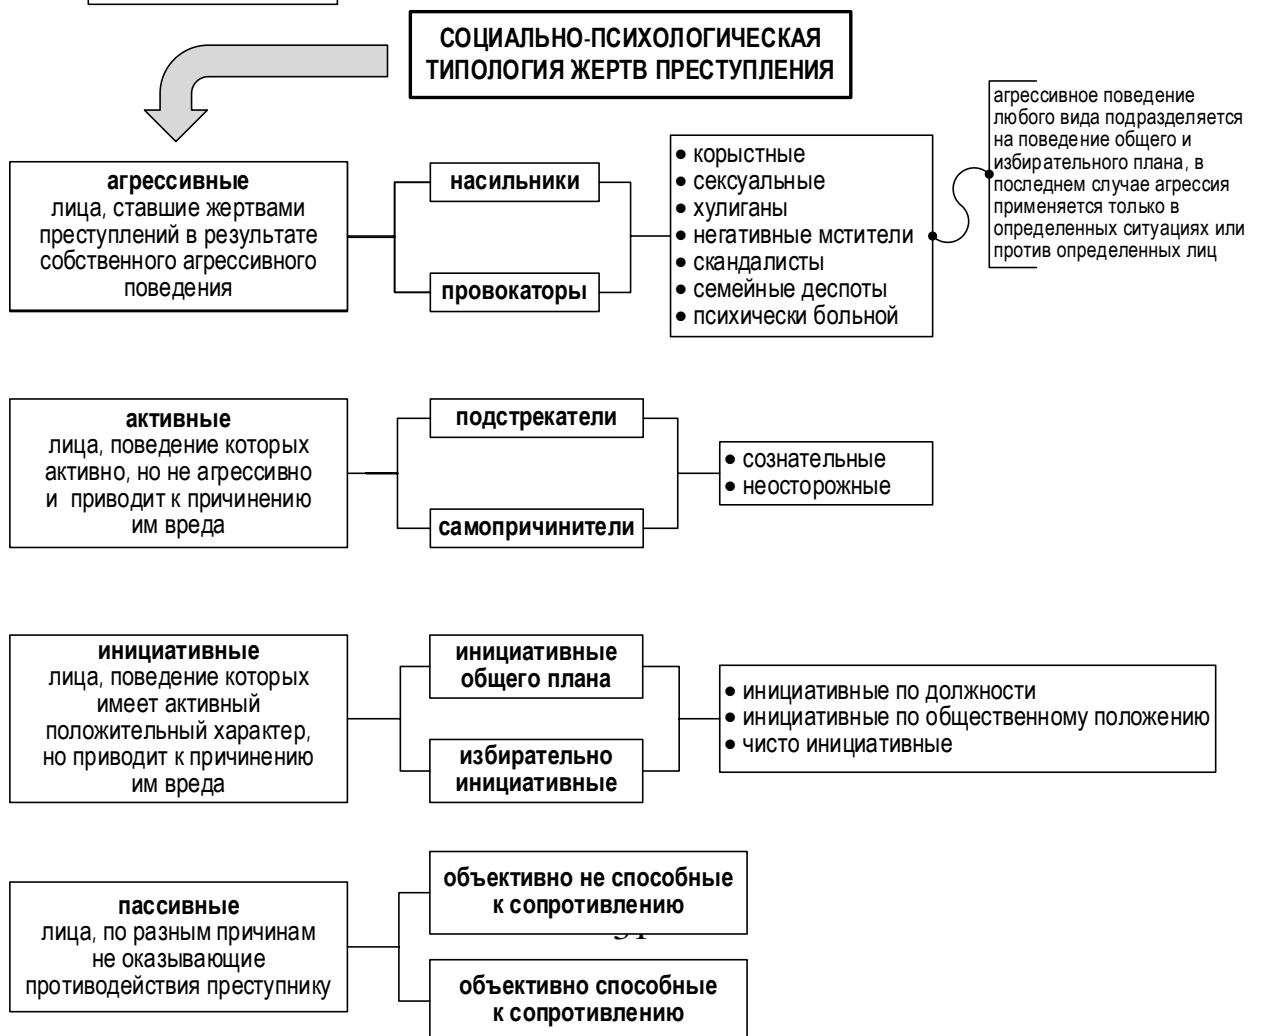 СОЦИАЛЬНО-ПСИХОЛОГИЧЕСКАЯ
ТИПОЛОГИЯ ЖЕРТВ ПРЕСТУПЛЕНИЯ
агрессивные
лица, ставшие жертвами
преступлений в результате
собственного агрессивного
поведения
насильники
провокаторы
• корыстные
• сексуальные
• хулиганы
• негативные мстители
• скандалисты
• семейные деспоты
• психически больной
агрессивное поведение
любого вида подразделяется
на поведение общего и
избирательного плана, в
последнем случае агрессия
применяется только в
определенных ситуациях или
против определенных лиц
активные
лица, поведение которых
активно, но не агрессивно
и приводит к причинению
им вреда
подстрекатели
самопричинители
• сознательные
• неосторожные
инициативные
лица, поведение которых
имеет активный
положительный характер,
но приводит к причинению
им вреда
инициативные
общего плана
избирательно
инициативные
• инициативные по должности
• инициативные по общественному положению
• чисто инициативные
пассивные
лица, по разным причинам
не оказывающие
противодействия преступнику
объективно не способные
к сопротивлению
объективно способные
к сопротивлению